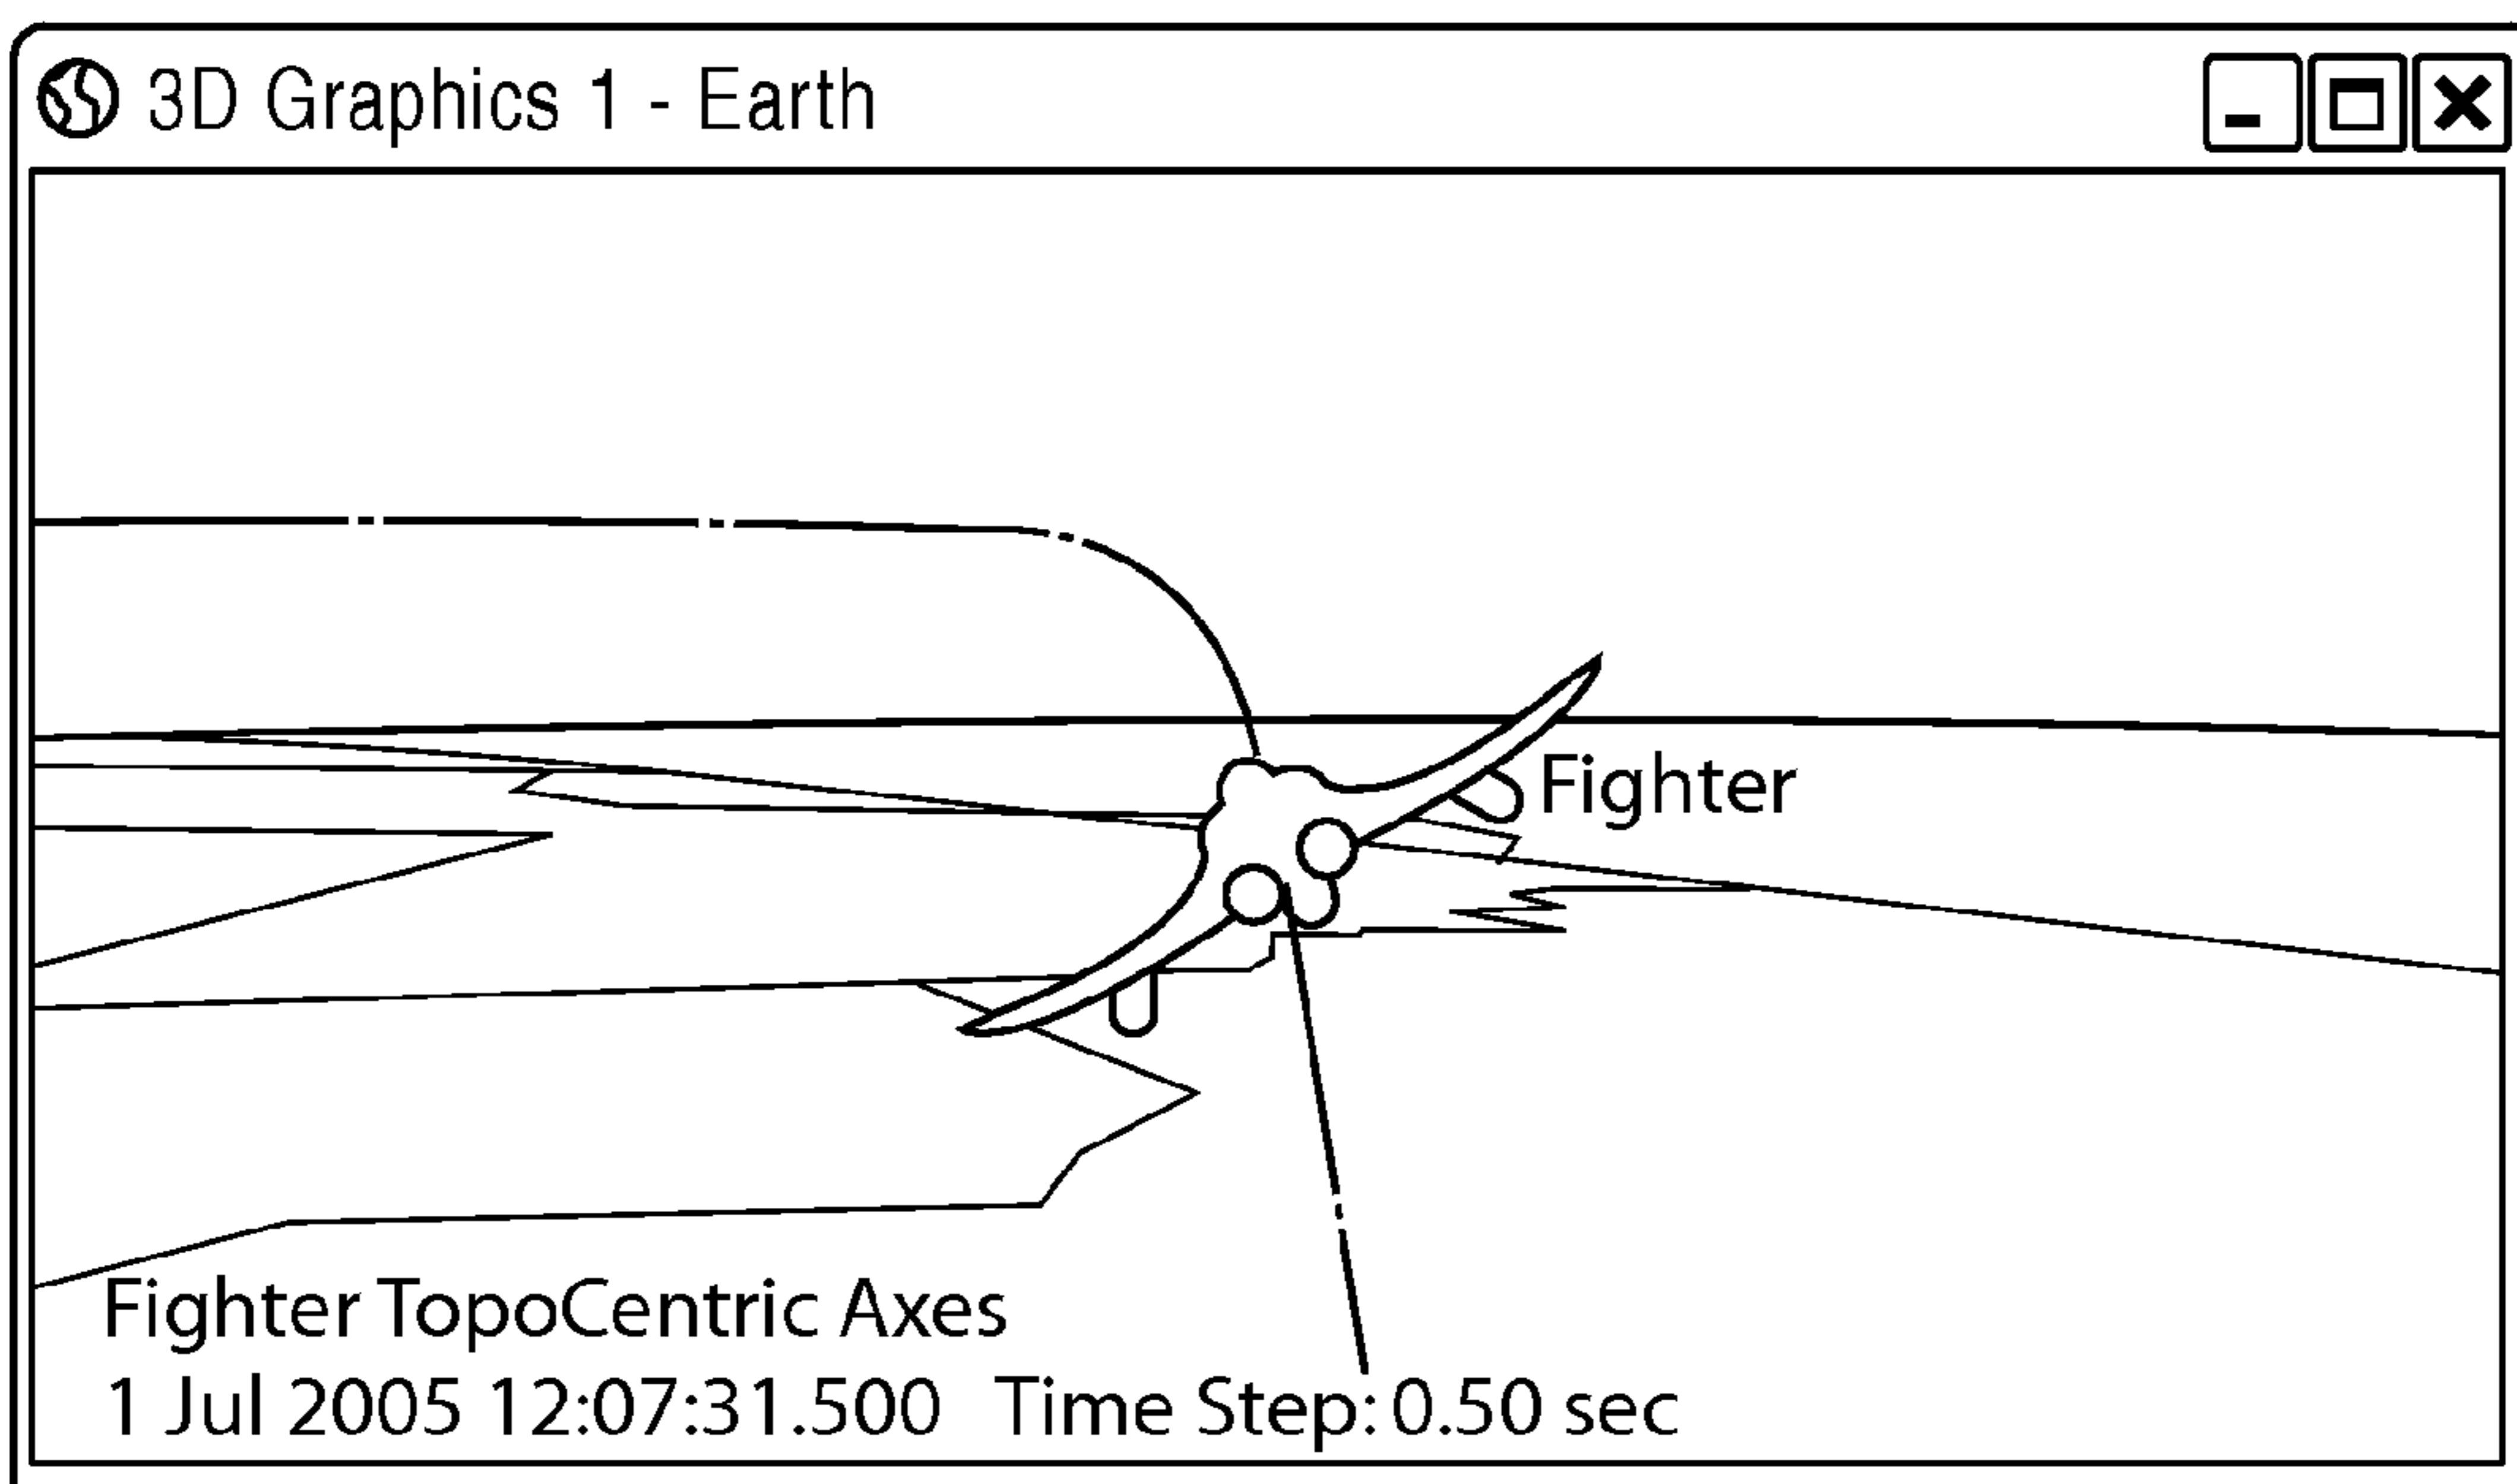 3D Graphics 1 - Earth
Fighter
Fighter TopoCentric Axes
1 Jul 2005 12:07:31.500 Time Step: 0.50 sec